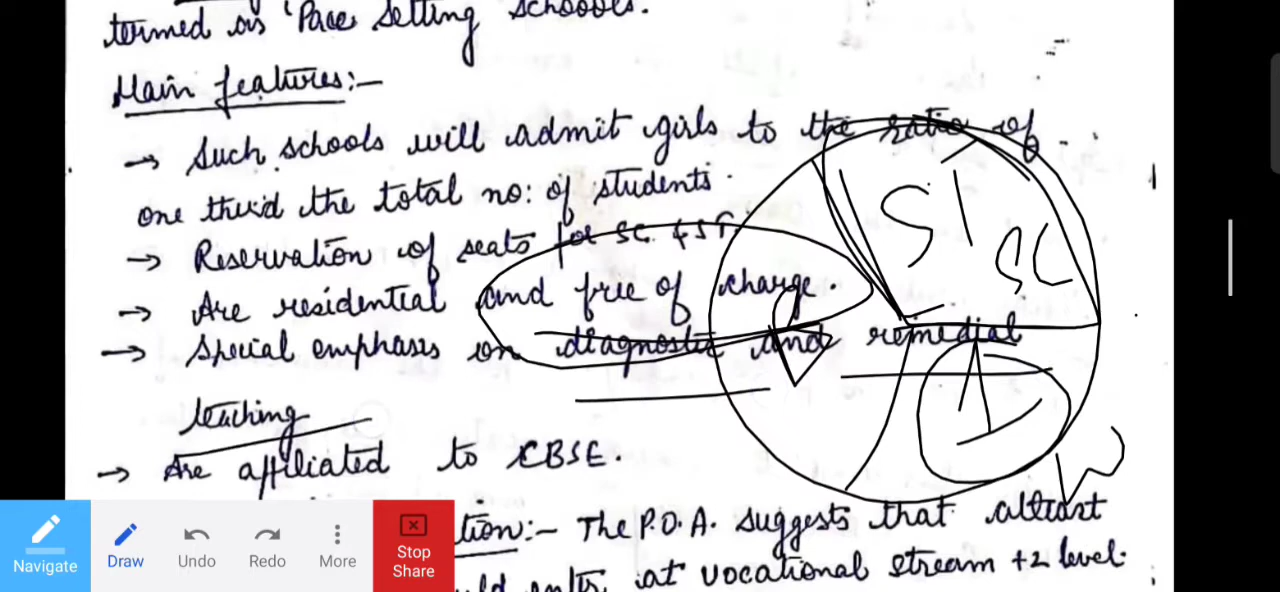 termed as 'Pace Setting schools.
Main features:-
→ Such schools will admit girls to the ratio of
one third the total no: of students.
→ Reservation of seats for SC & ST.
→ Are residential and free of charge.
→ Special emphases on diagnostic and remedial
teaching
→ Are affiliated to CBSE.
tion:- The P.O.A. suggests that atleast
at vocational stream +2 level.
ST
SC
Navigate
Draw
Undo
Redo
More
Stop
Share